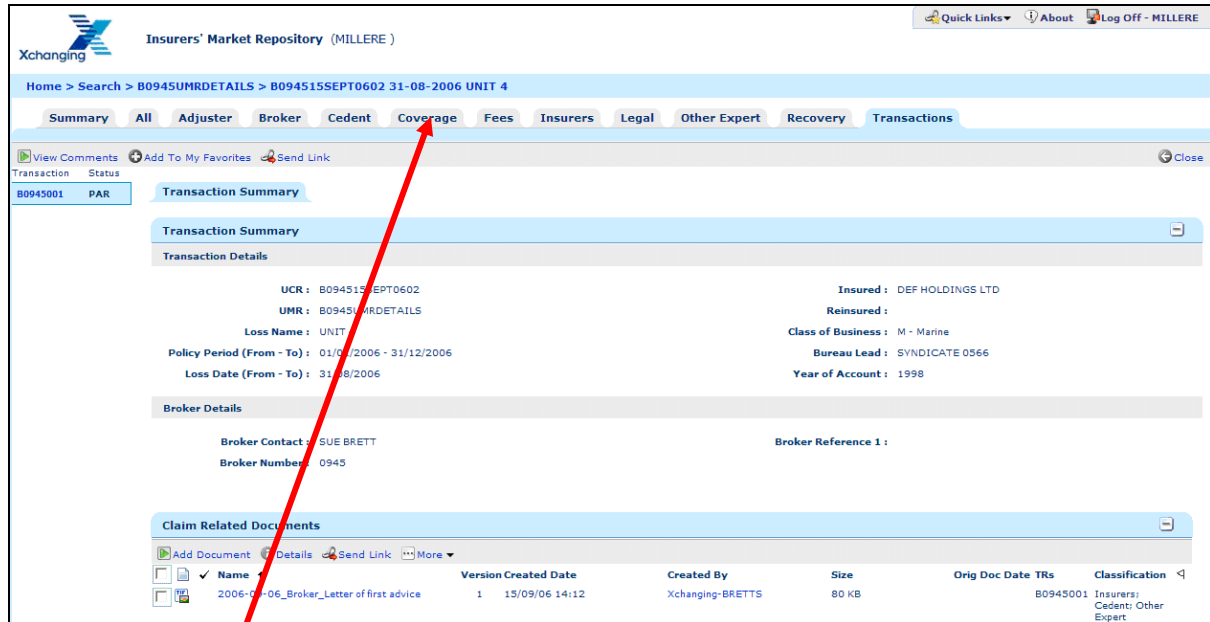 Quick Links▾ About Log Off - MILLERE
Xchanging
Insurers' Market Repository (MILLERE )
Home > Search > B0945UMRDETAILS > B094515SEPT0602 31-08-2006 UNIT 4
Summary All Adjuster Broker Cedent Coverage Fees Insurers Legal Other Expert Recovery Transactions
View Comments Add To My Favorites Send Link Close
Transaction Status
B0945001 PAR
Transaction Summary
Transaction Summary
Transaction Details
UCR : B094515SEPT0602 Insured : DEF HOLDINGS LTD
UMR : B0945UMRDETAILS Reinsured :
Loss Name : UNIT Class of Business : M - Marine
Policy Period (From - To) : - 31/12/2006 Bureau Lead : SYNDICATE 0566
Loss Date (From - To) : 31/08/2006 Year of Account : 1998
Broker Details
Broker Contact : SUE BRETT Broker Reference 1 :
Broker Number: 0945
Claim Related Documents
Add Document Details Send Link More ▾
Name Version Created Date Created By Size Orig Doc Date TRs Classification
2006-09-06_Broker_Letter of first advice 1 15/09/06 14:12 Xchanging-BRETTS 80 KB B0945001 Insurers;
Cedent; Other
Expert